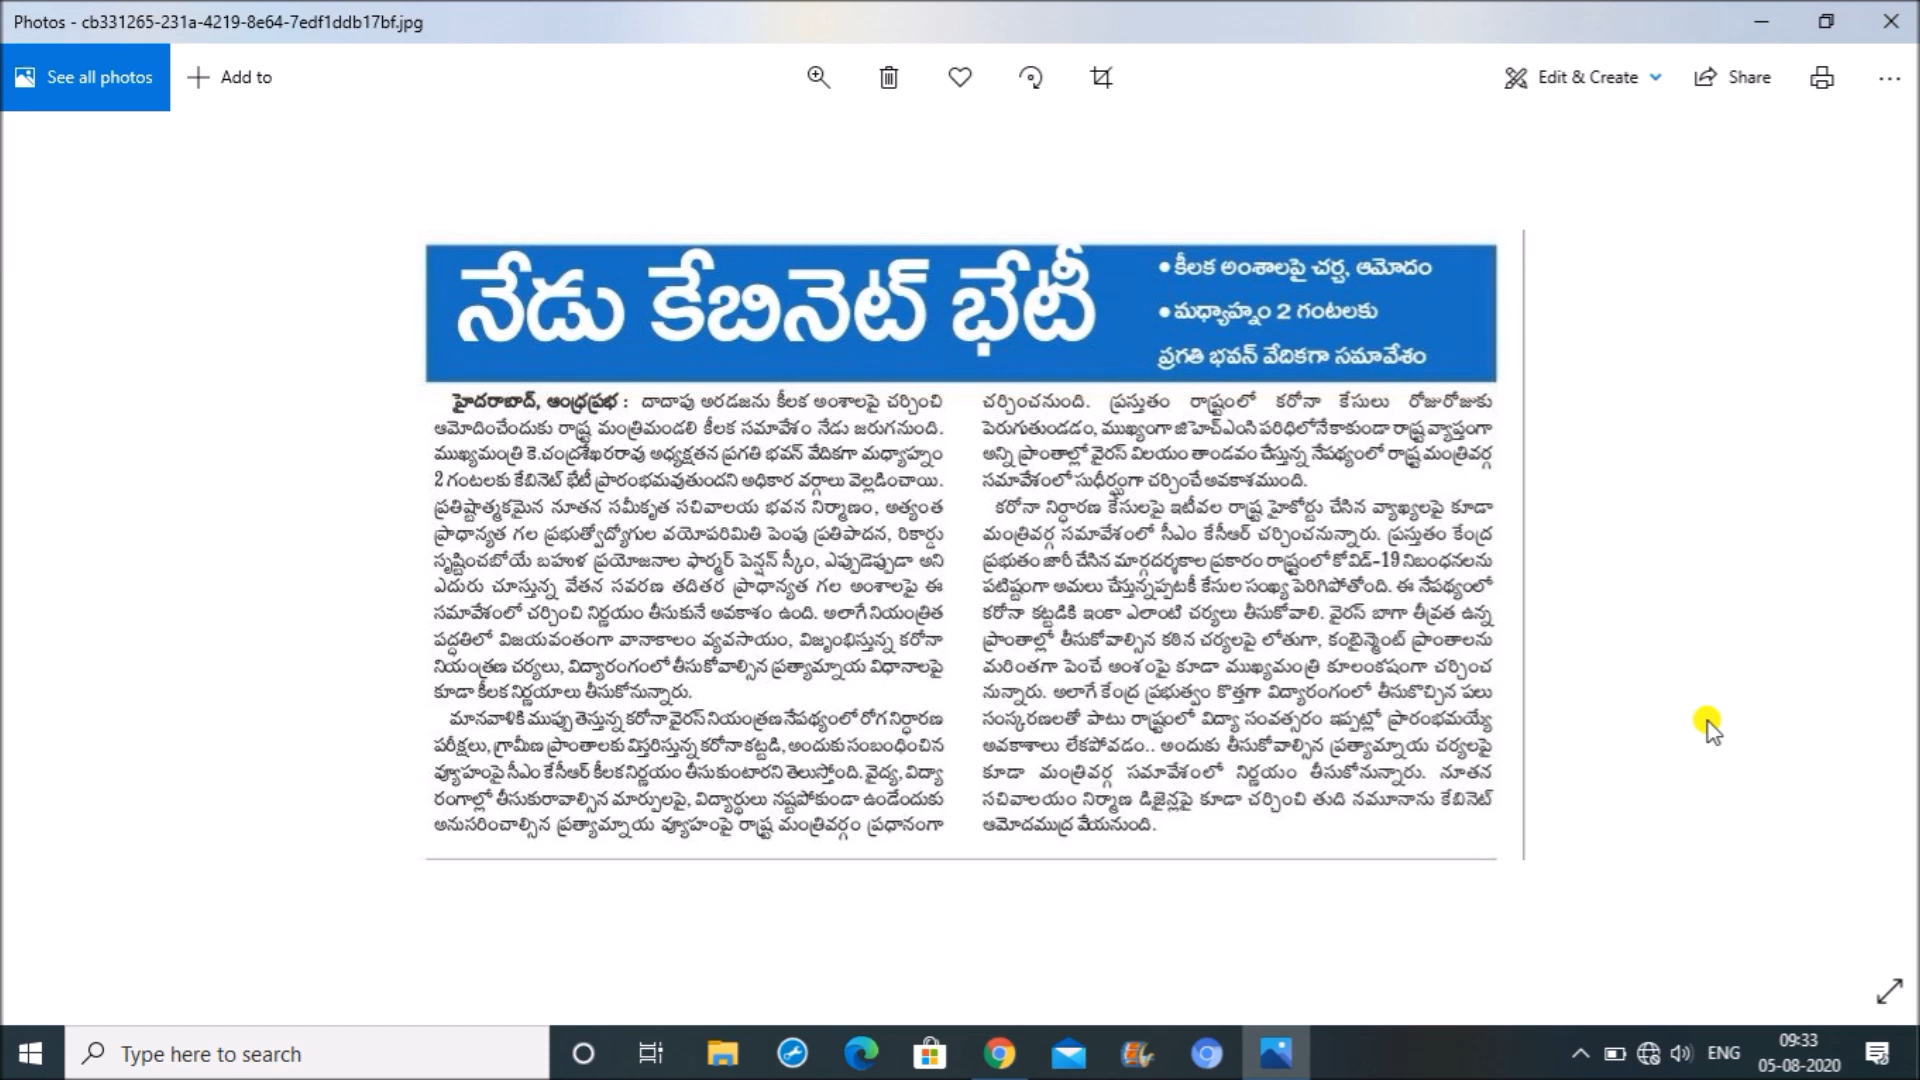 Photos - cb331265-231a-4219-8e64-7edf1ddb17bf.jpg
See all photos
Add to
Edit & Create
Share
నేడు కేబినెట్ భేటీ
• కీలక అంశాలపై చర్చ, ఆమోదం
• మధ్యాహ్నం 2 గంటలకు
ప్రగతి భవన్ వేదికగా సమావేశం
హైదరాబాద్, ఆంధ్రప్రభ : దాదాపు అరడజను కీలక అంశాలపై చర్చించి
ఆమోదించేందుకు రాష్ట్ర మంత్రిమండలి కీలక సమావేశం నేడు జరుగనుంది.
ముఖ్యమంత్రి కె.చంద్రశేఖరరావు అధ్యక్షతన ప్రగతి భవన్ వేదికగా మధ్యాహ్నం
2 గంటలకు కేబినెట్ భేటీ ప్రారంభమవుతుందని అధికార వర్గాలు వెల్లడించాయి.
ప్రతిష్టాత్మకమైన నూతన సమీకృత సచివాలయ భవన నిర్మాణం, అత్యంత
ప్రాధాన్యత గల ప్రభుత్వోద్యోగుల వయోపరిమితి పెంపు ప్రతిపాదన, రికార్డు
సృష్టించబోయే బహుళ ప్రయోజనాల ఫార్మర్ పెన్షన్ స్కీం, ఎప్పుడెప్పుడా అని
ఎదురు చూస్తున్న వేతన సవరణ తదితర ప్రాధాన్యత గల అంశాలపై ఈ
సమావేశంలో చర్చించి నిర్ణయం తీసుకునే అవకాశం ఉంది. అలాగే నియంత్రిత
పద్ధతిలో విజయవంతంగా వానాకాలం వ్యవసాయం, విజృంభిస్తున్న కరోనా
నియంత్రణ చర్యలు, విద్యారంగంలో తీసుకోవాల్సిన ప్రత్యామ్నాయ విధానాలపై
కూడా కీలక నిర్ణయాలు తీసుకోనున్నారు.
మానవాళికి ముప్పు తెస్తున్న కరోనా వైరస్ నియంత్రణ నేపథ్యంలో రోగ నిర్ధారణ
పరీక్షలు, గ్రామీణ ప్రాంతాలకు విస్తరిస్తున్న కరోనా కట్టడి, అందుకు సంబంధించిన
వ్యూహంపై సీఎం కేసీఆర్ కీలక నిర్ణయం తీసుకుంటారని తెలుస్తోంది. వైద్య, విద్యా
రంగాల్లో తీసుకురావాల్సిన మార్పులపై, విద్యార్థులు నష్టపోకుండా ఉండేందుకు
అనుసరించాల్సిన ప్రత్యామ్నాయ వ్యూహంపై రాష్ట్ర మంత్రివర్గం ప్రధానంగా
చర్చించనుంది. ప్రస్తుతం రాష్ట్రంలో కరోనా కేసులు రోజురోజుకు
పెరుగుతుండడం, ముఖ్యంగా జిహెచ్ఎంసి పరిధిలోనేకాకుండా రాష్ట్ర వ్యాప్తంగా
అన్ని ప్రాంతాల్లో వైరస్ విలయం తాండవం చేస్తున్న నేపథ్యంలో రాష్ట్ర మంత్రివర్గ
సమావేశంలో సుధీర్ఘంగా చర్చించే అవకాశముంది.
కరోనా నిర్ధారణ కేసులపై ఇటీవల రాష్ట్ర హైకోర్టు చేసిన వ్యాఖ్యలపై కూడా
మంత్రివర్గ సమావేశంలో సీఎం కేసీఆర్ చర్చించనున్నారు. ప్రస్తుతం కేంద్ర
ప్రభుతం జారీ చేసిన మార్గదర్శకాల ప్రకారం రాష్ట్రంలో కోవిడ్-19 నిబంధనలను
పటిష్టంగా అమలు చేస్తున్నప్పటకీ కేసుల సంఖ్య పెరిగిపోతోంది. ఈ నేపథ్యంలో
కరోనా కట్టడికి ఇంకా ఎలాంటి చర్యలు తీసుకోవాలి. వైరస్ బాగా తీవ్రత ఉన్న
ప్రాంతాల్లో తీసుకోవాల్సిన కఠిన చర్యలపై లోతుగా, కంటైన్మెంట్ ప్రాంతాలను
మరింతగా పెంచే అంశంపై కూడా ముఖ్యమంత్రి కూలంకషంగా చర్చించ
నున్నారు. అలాగే కేంద్ర ప్రభుత్వం కొత్తగా విద్యారంగంలో తీసుకొచ్చిన పలు
సంస్కరణలతో పాటు రాష్ట్రంలో విద్యా సంవత్సరం ఇప్పట్లో ప్రారంభమయ్యే
అవకాశాలు లేకపోవడం.. అందుకు తీసుకోవాల్సిన ప్రత్యామ్నాయ చర్యలపై
కూడా మంత్రివర్గ సమావేశంలో నిర్ణయం తీసుకోనున్నారు. నూతన
సచివాలయం నిర్మాణ డిజైన్లపై కూడా చర్చించి తుది నమూనాను కేబినెట్
ఆమోదముద్ర వేయనుంది.
Type here to search
ENG
09:33
05-08-2020